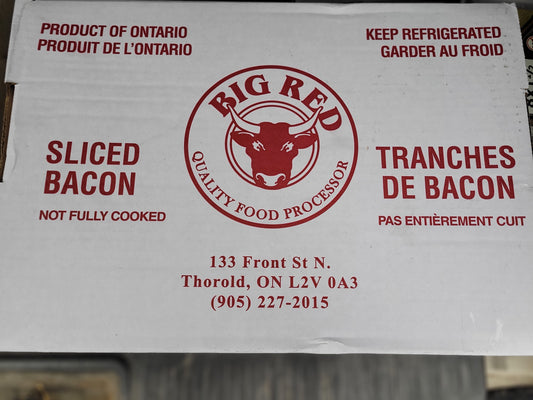 PRODUCT OF ONTARIO
PRODUIT DE L'ONTARIO
KEEP REFRIGERATED
GARDER AU FROID
BIG RED
QUALITY FOOD PROCESSOR
SLICED
BACON
NOT FULLY COOKED
TRANCHES
DE BACON
PAS ENTIÈREMENT CUIT
133 Front St N.
Thorold, ON L2V 0A3
(905) 227-2015